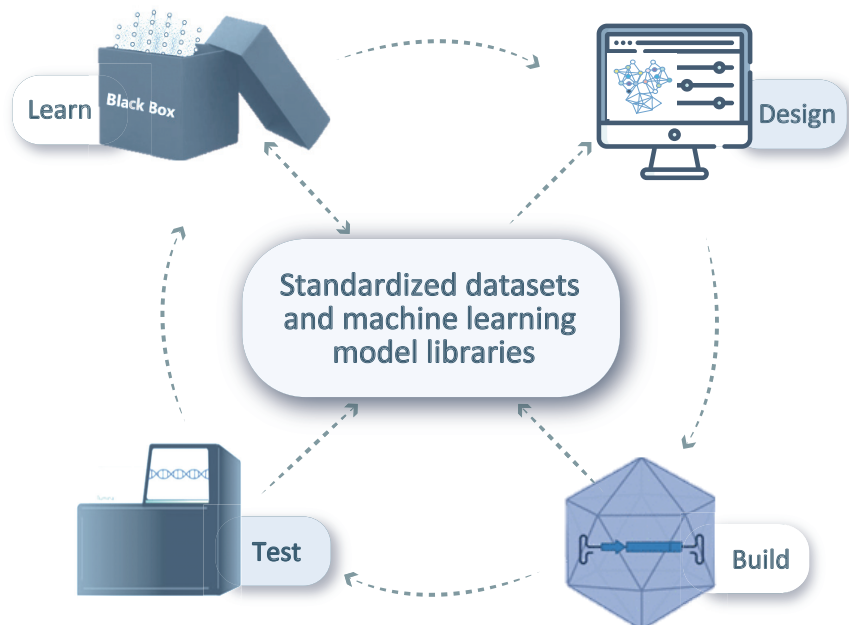 Learn
Black Box
Design
Standardized datasets
and machine learning
model libraries
Test
Build